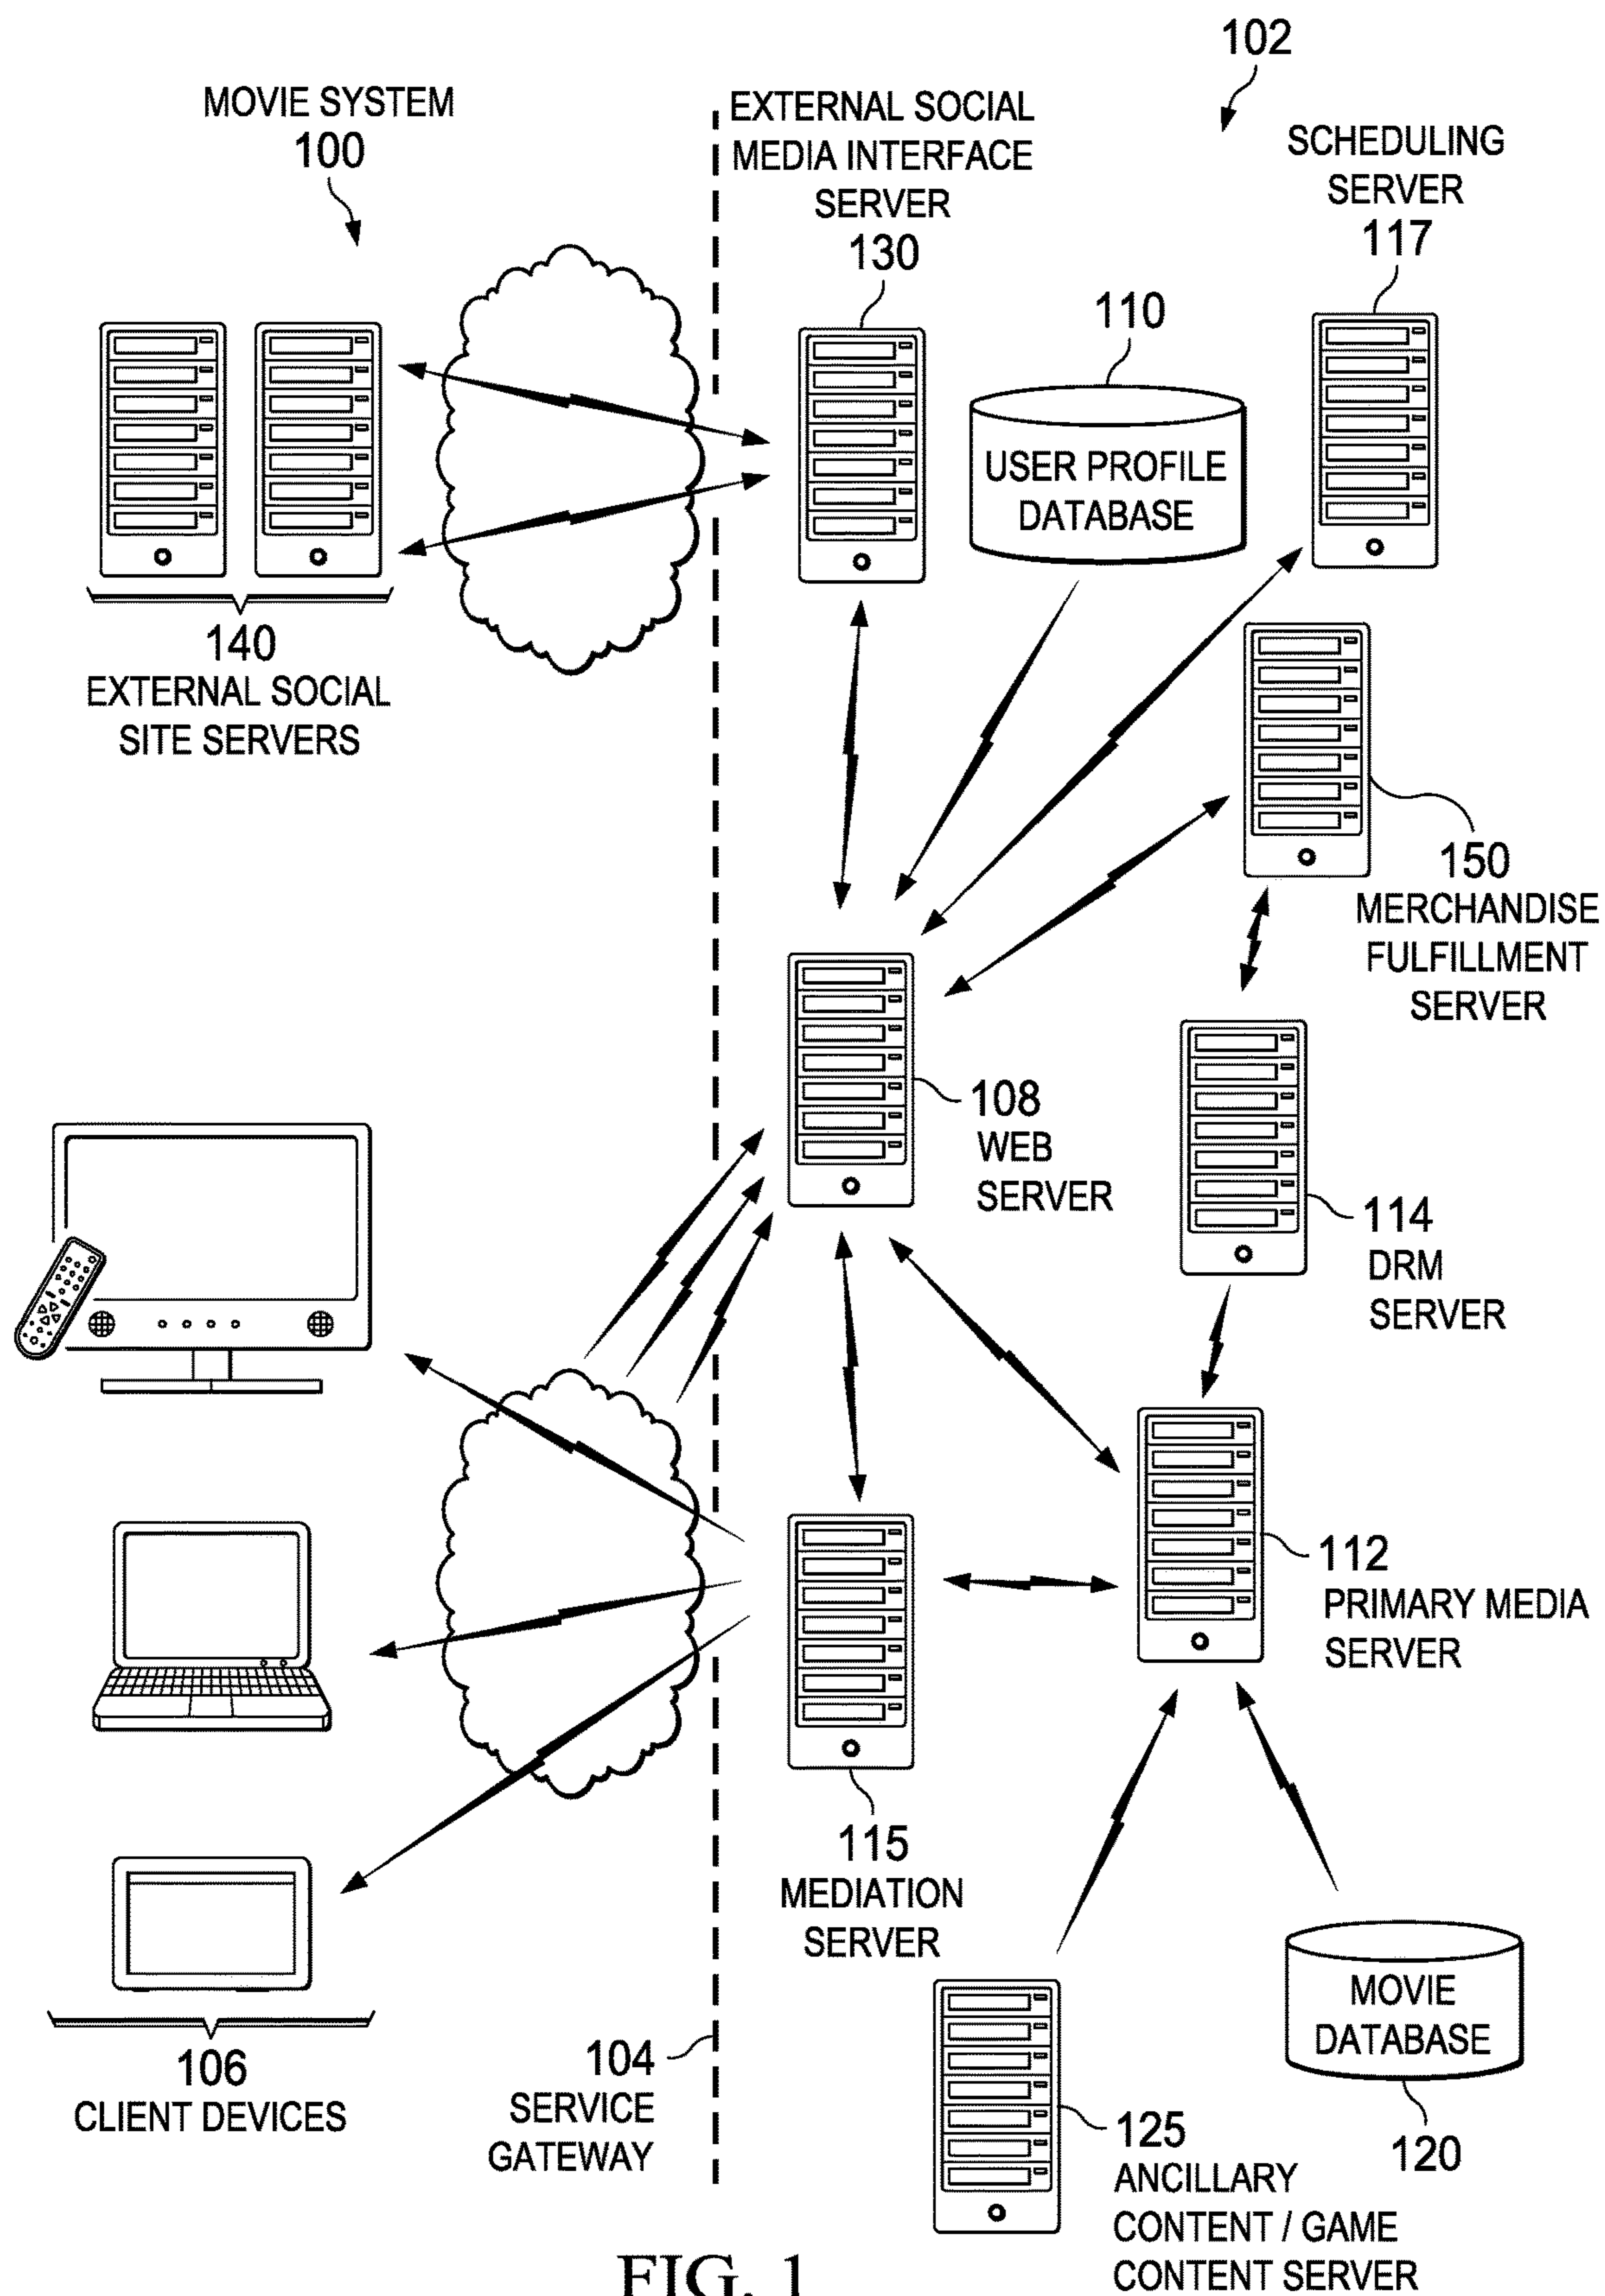 102
MOVIE SYSTEM
100
EXTERNAL SOCIAL
MEDIA INTERFACE
SERVER
130
SCHEDULING
SERVER
117
110
USER PROFILE
DATABASE
140
EXTERNAL SOCIAL
SITE SERVERS
150
MERCHANDISE
FULFILLMENT
SERVER
108
WEB
SERVER
114
DRM
SERVER
112
PRIMARY MEDIA
SERVER
115
MEDIATION
SERVER
106
CLIENT DEVICES
104
SERVICE
GATEWAY
MOVIE
DATABASE
120
125
ANCILLARY
CONTENT / GAME
CONTENT SERVER
FIG. 1